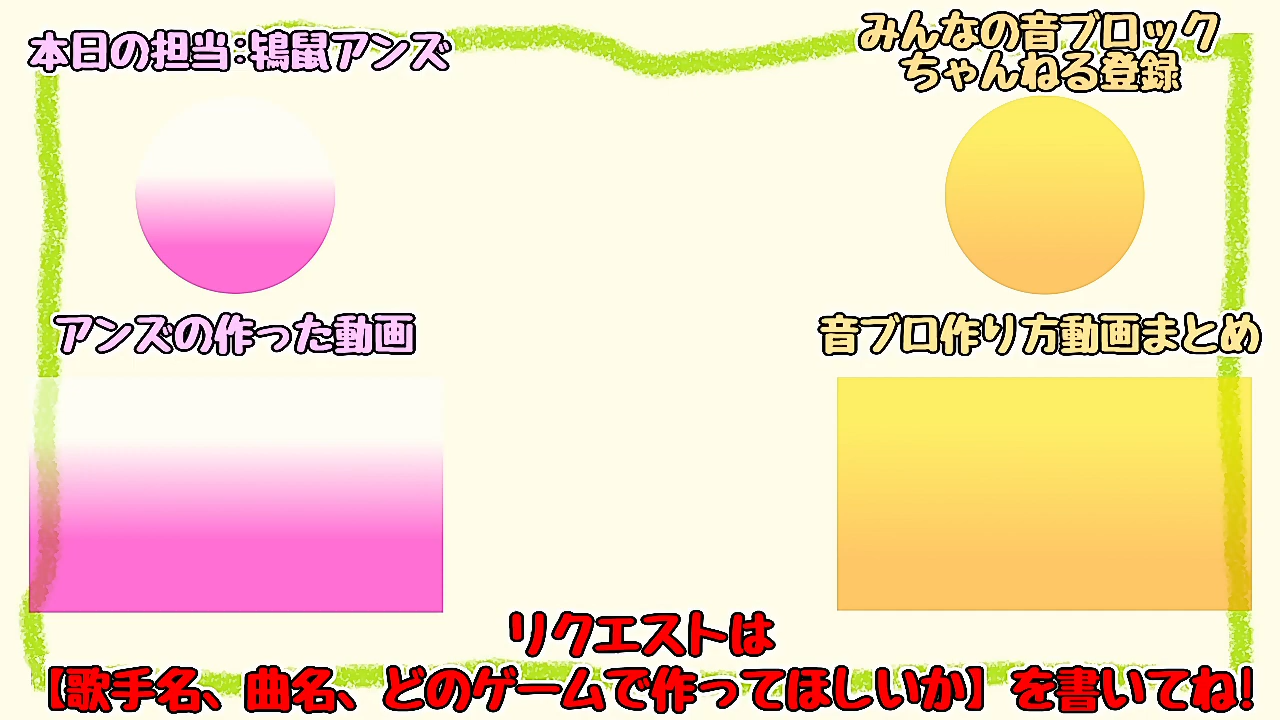 本日の担当:鴇鼠アンズ
みんなの音ブロック
ちゃんねる登録
アンズの作った動画
音ブロ作り方動画まとめ
リクエストは
【歌手名、曲名、どのゲームで作ってほしいか】を書いてね!